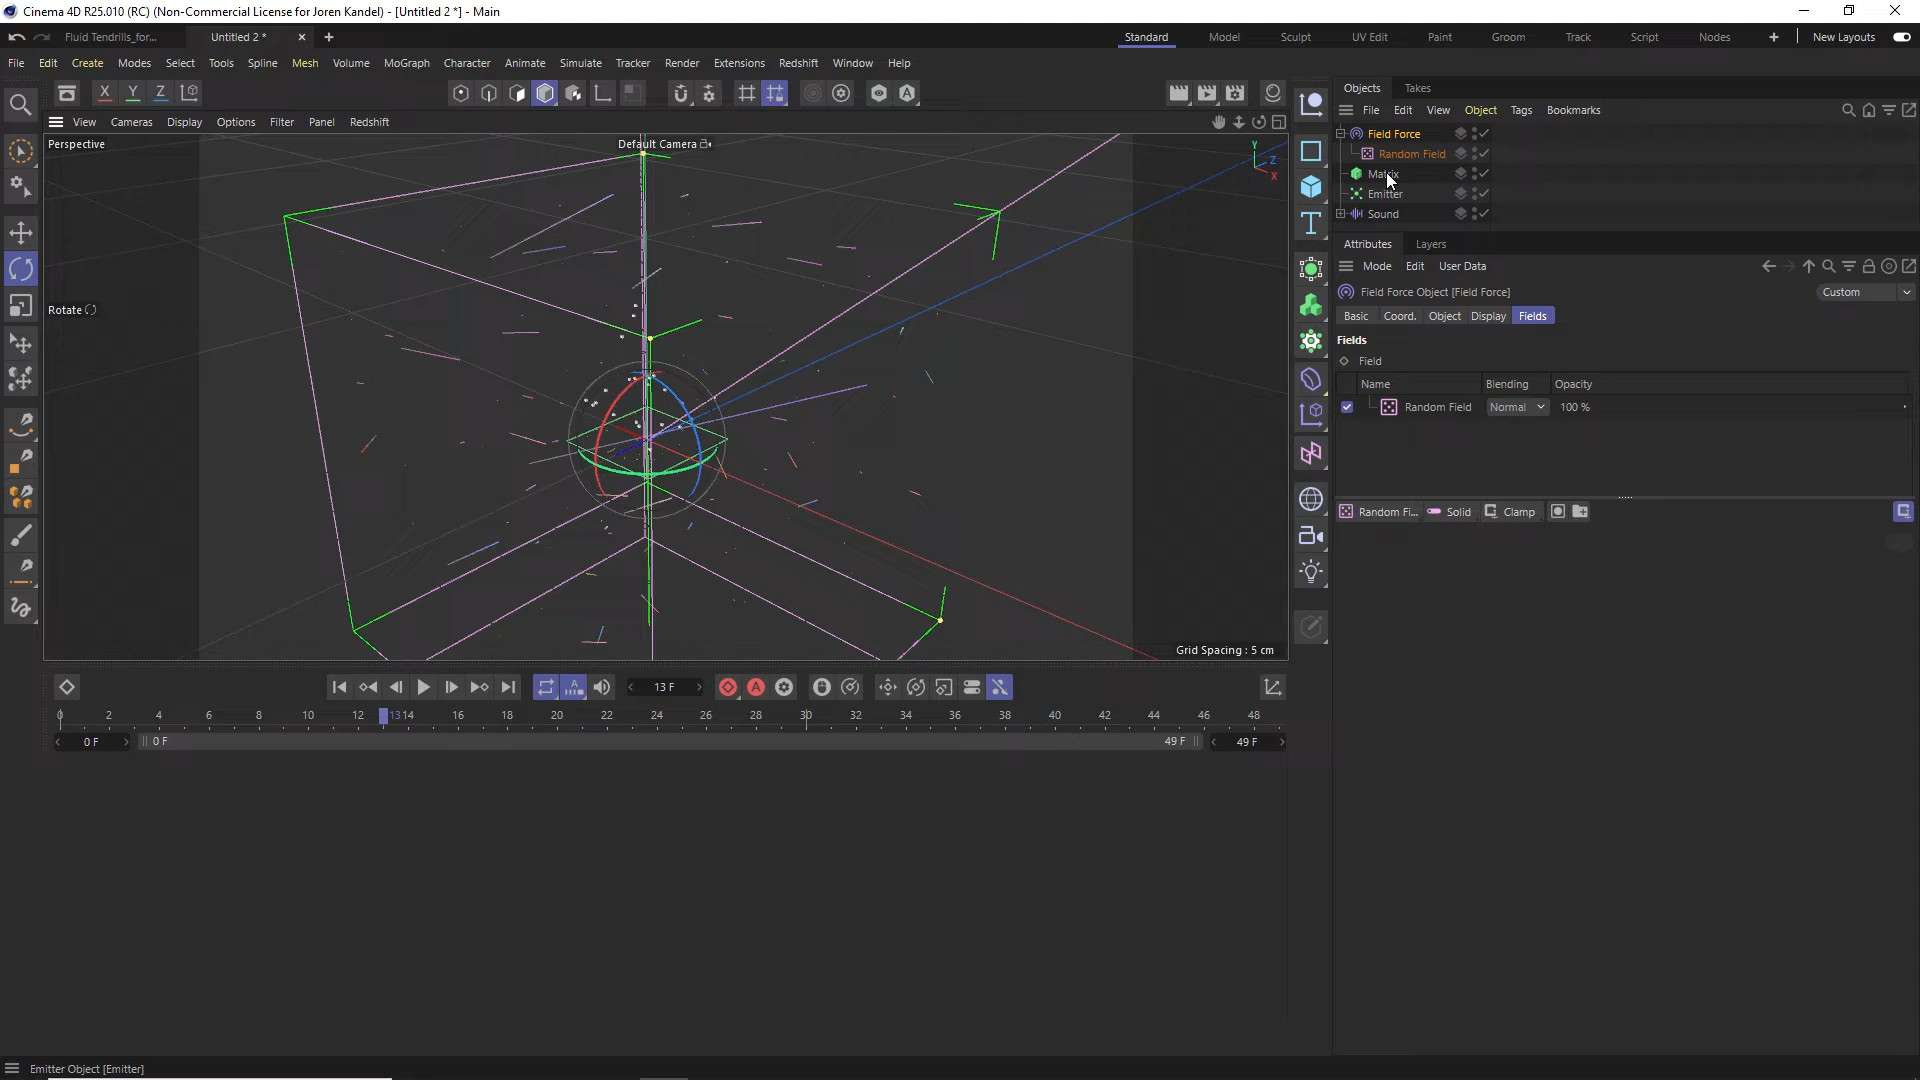 Cinema 4D R25.010 (RC) (Non-Commercial License for Joren Kandel) - [Untitled 2 *] - Main
Fluid Tendrills_for... Untitled 2 * Standard Model Sculpt UV Edit Paint Groom Track Script Nodes New Layouts
File Edit Create Modes Select Tools Spline Mesh Volume MoGraph Character Animate Simulate Tracker Render Extensions Redshift Window Help
Objects Takes
X Y Z
File Edit View Object Tags Bookmarks
View Cameras Display Options Filter Panel Redshift
Perspective
Default Camera
Field Force
Random Field
Matrix
Emitter
Sound
Y
Z
X
Attributes Layers
Mode Edit User Data
Field Force Object [Field Force]
Custom
Basic Coord. Object Display Fields
Rotate
Fields
Field
Name Blending Opacity
Random Field Normal 100 %
Random Fi... Solid Clamp
Grid Spacing : 5 cm
13 F
0 2 4 6 8 10 12 13 14 16 18 20 22 24 26 28 30 32 34 36 38 40 42 44 46 48
0 F 0 F 49 F 49 F
Emitter Object [Emitter]